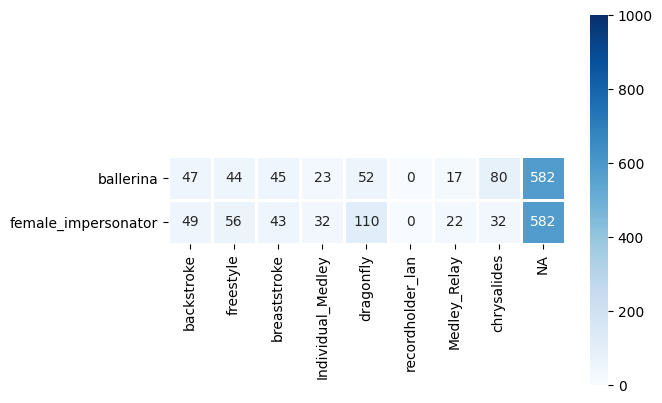 1000
800
600
400
200
0
ballerina 47 44 45 23 52 0 17 80 582
female_impersonator 49 56 43 32 110 0 22 32 582
backstroke
freestyle
breaststroke
Individual_Medley
dragonfly
recordholder_lan
Medley_Relay
chrysalides
NA